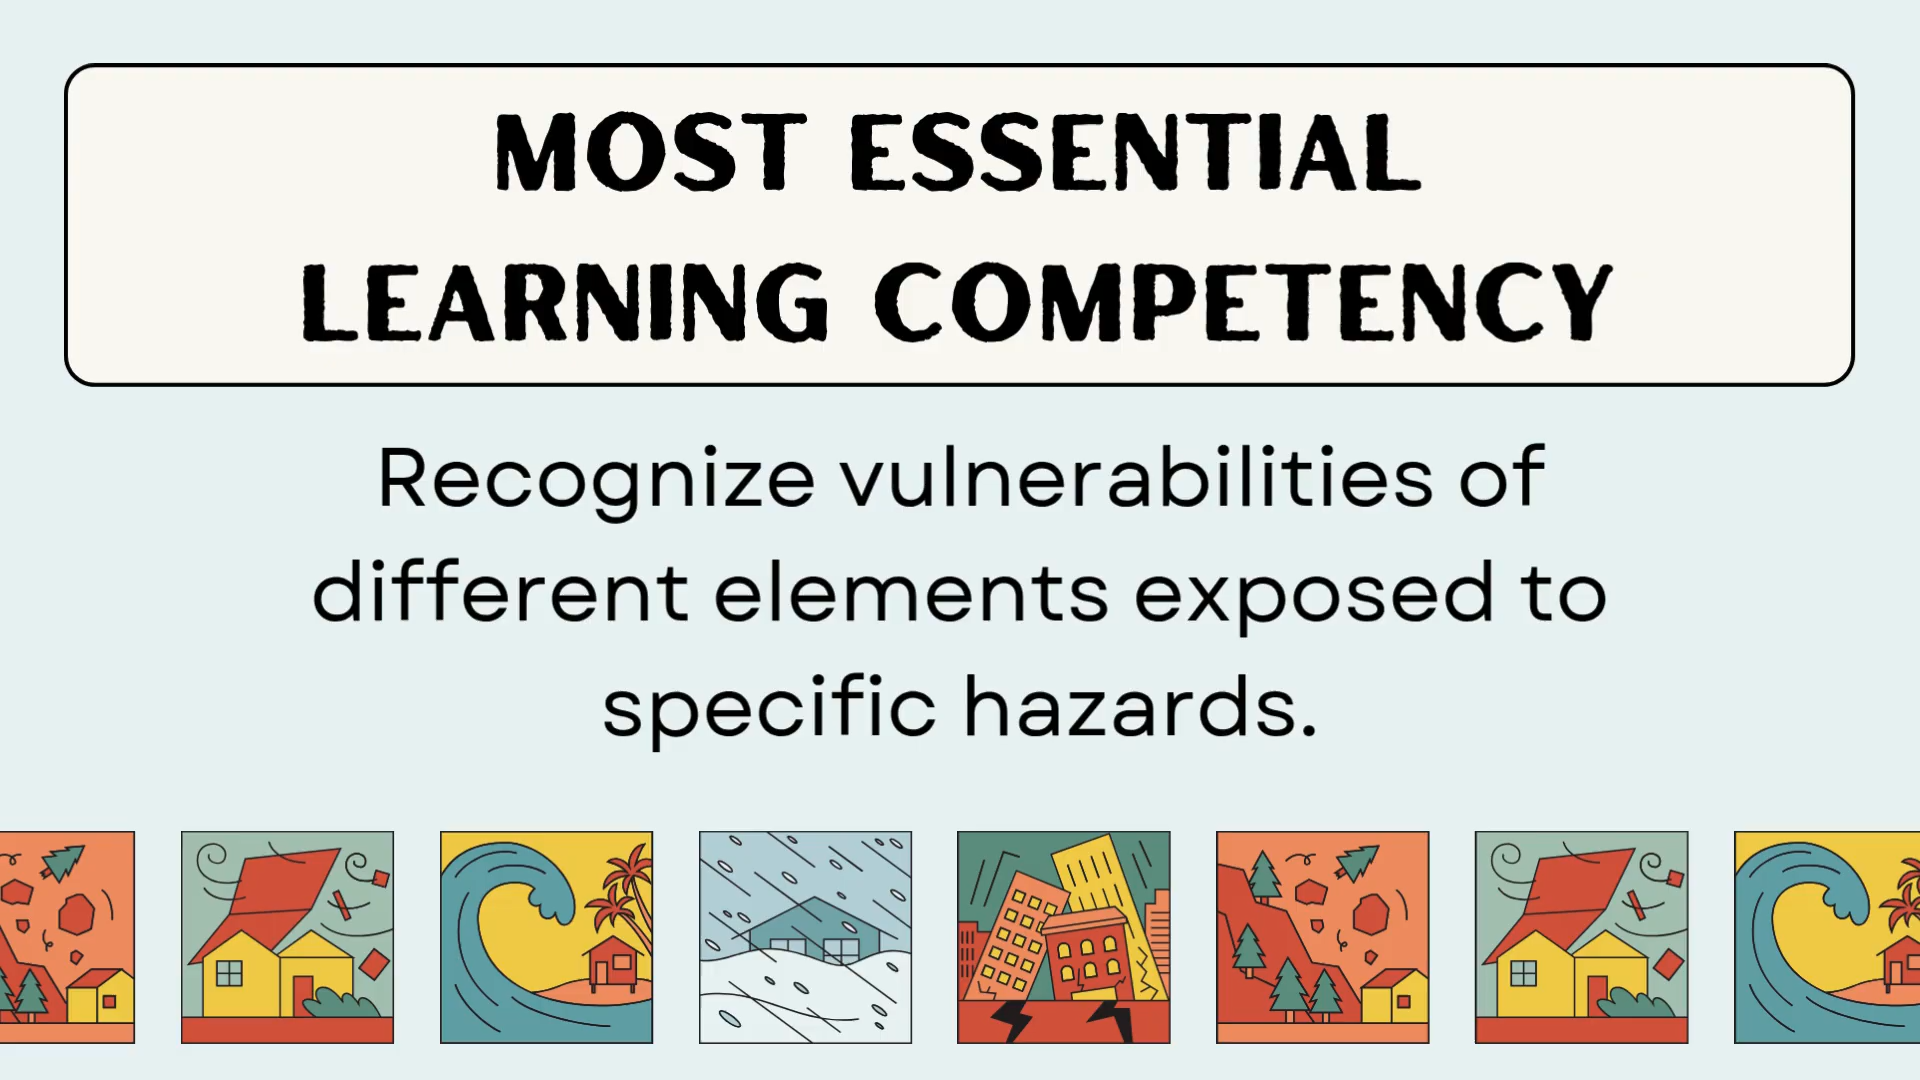 MOST ESSENTIAL
LEARNING COMPETENCY
Recognize vulnerabilities of
different elements exposed to
specific hazards.